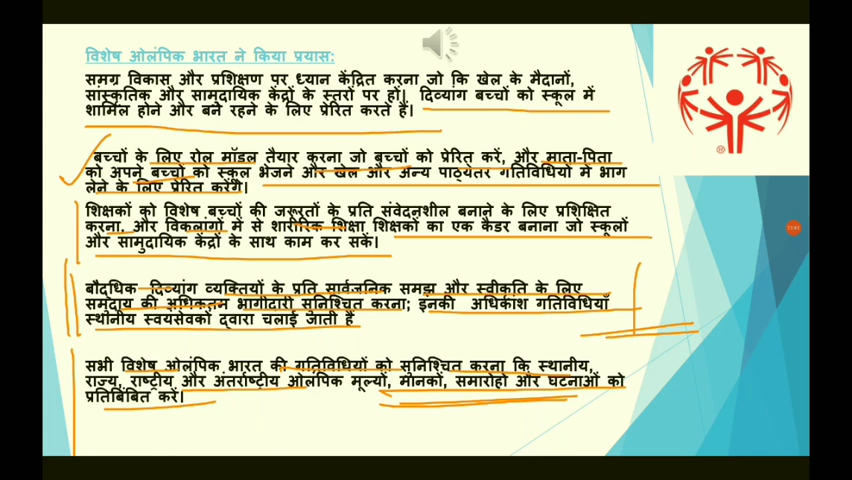 विशेष ओलंपिक भारत ने किया प्रयास:
समग्र विकास और प्रशिक्षण पर ध्यान केंद्रित करना जो कि खेल के मैदानों,
सांस्कृतिक और सामुदायिक केंद्रों के स्तरों पर हों। दिव्यांग बच्चों को स्कूल में
शामिल होने और बने रहने के लिए प्रेरित करते हैं।
बच्चों के लिए रोल मॉडल तैयार करना जो बच्चों को प्रेरित करें, और माता-पिता
को अपने बच्चों को स्कूल भेजने और खेल और अन्य पाठ्येतर गतिविधियों में भाग
लेने के लिए प्रेरित करेंगे।
शिक्षकों को विशेष बच्चों की जरूरतों के प्रति संवेदनशील बनाने के लिए प्रशिक्षित
करना, और विकलांगों में से शारीरिक शिक्षा शिक्षकों का एक कैडर बनाना जो स्कूलों
और सामुदायिक केंद्रों के साथ काम कर सकें।
बौद्धिक दिव्यांग व्यक्तियों के प्रति सार्वजनिक समझ और स्वीकृति के लिए
समुदाय की अधिकतम भागीदारी सुनिश्चित करना; इनकी अधिकांश गतिविधियाँ
स्थानीय स्वयंसेवकों द्वारा चलाई जाती हैं
सभी विशेष ओलंपिक भारत की गतिविधियों को सुनिश्चित करना कि स्थानीय,
राज्य, राष्ट्रीय और अंतर्राष्ट्रीय ओलंपिक मूल्यों, मानकों, समारोहों और घटनाओं को
प्रतिबिंबित करें।